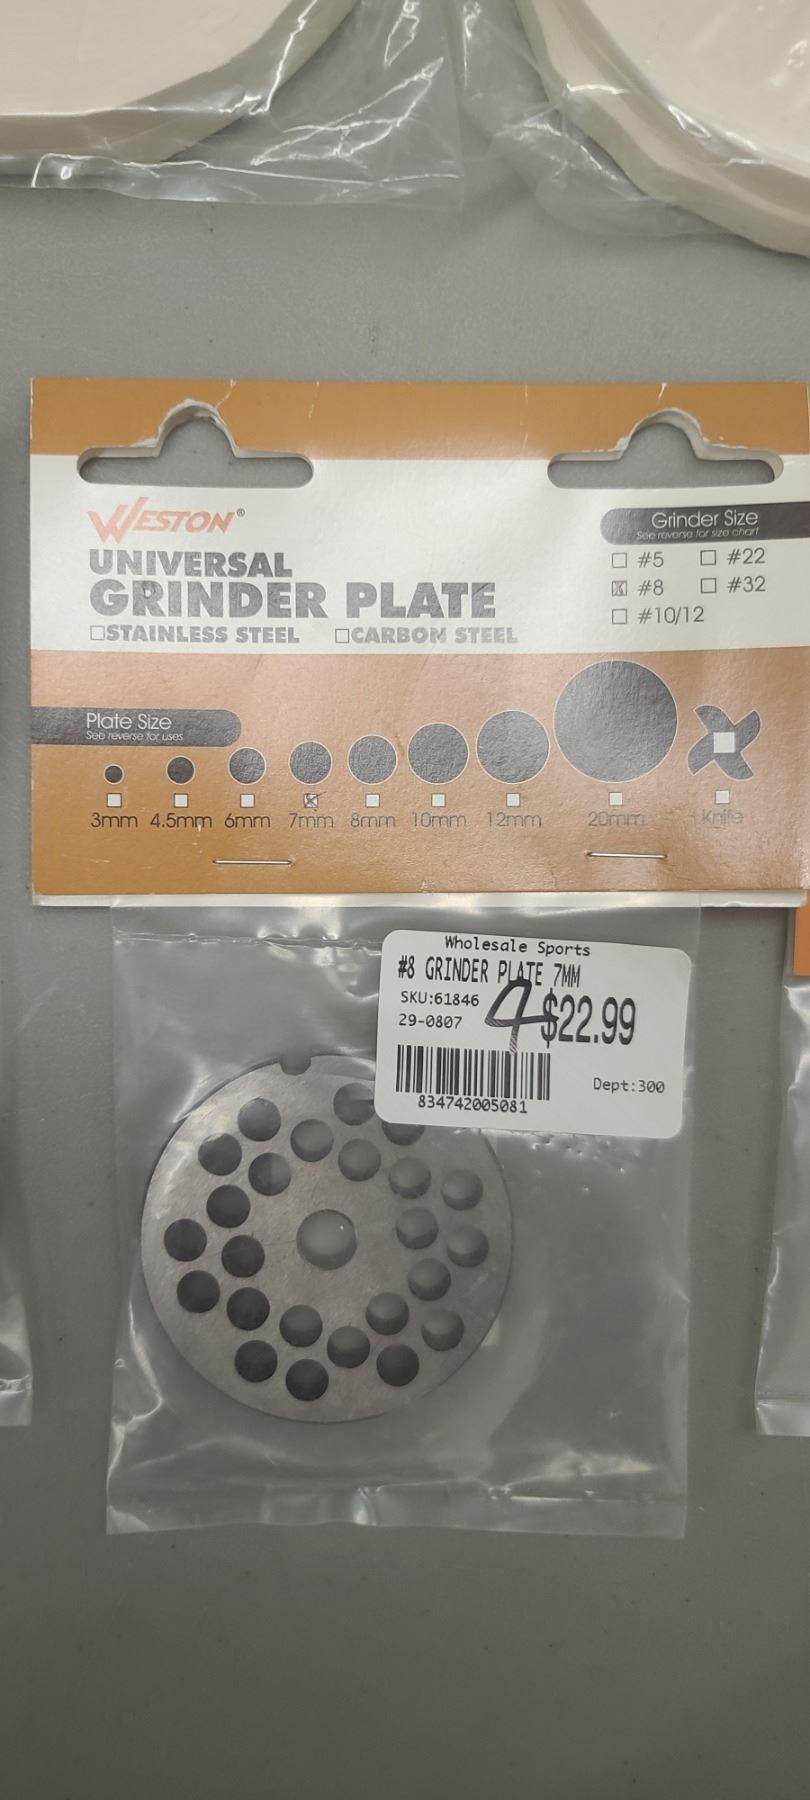 WESTON®
UNIVERSAL
GRINDER PLATE
☐STAINLESS STEEL ☐CARBON STEEL
Grinder Size
See reverse for size chart
☐ #5 ☐ #22
☒ #8 ☐ #32
☐ #10/12
Plate Size
See reverse for uses
3mm 4.5mm 6mm 7mm 8mm 10mm 12mm 20mm Knife
Wholesale Sports
#8 GRINDER PLATE 7MM
SKU:61846
29-0807
4
$22.99
Dept:300
834742005081